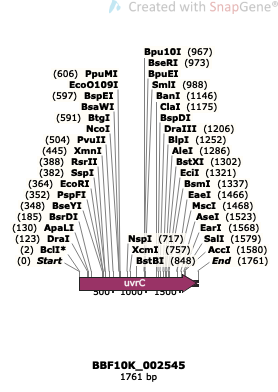 Created with SnapGene®
Bpu10I (967)
BseRI (973)
(606) PpuMI BpuEI
EcoO109I SmlI (988)
(597) BspEI BanI (1146)
BsaWI ClaI (1175)
(591) BtgI BspDI
NcoI DraIII (1206)
(504) PvuII BlpI (1252)
(445) XmnI AleI (1286)
(388) RsrII BstXI (1302)
(382) SspI EciI (1321)
(364) EcoRI BsmI (1337)
(352) PspFI EaeI (1466)
(348) BseYI MscI (1468)
(185) BsrDI AseI (1523)
(130) ApaLI EarI (1568)
(123) DraI NspI (717) SalI (1579)
(2) BclI* XcmI (757) AccI (1580)
(0) Start BstBI (848) End (1761)
uvrC
500 1000 1500
BBF10K_002545
1761 bp